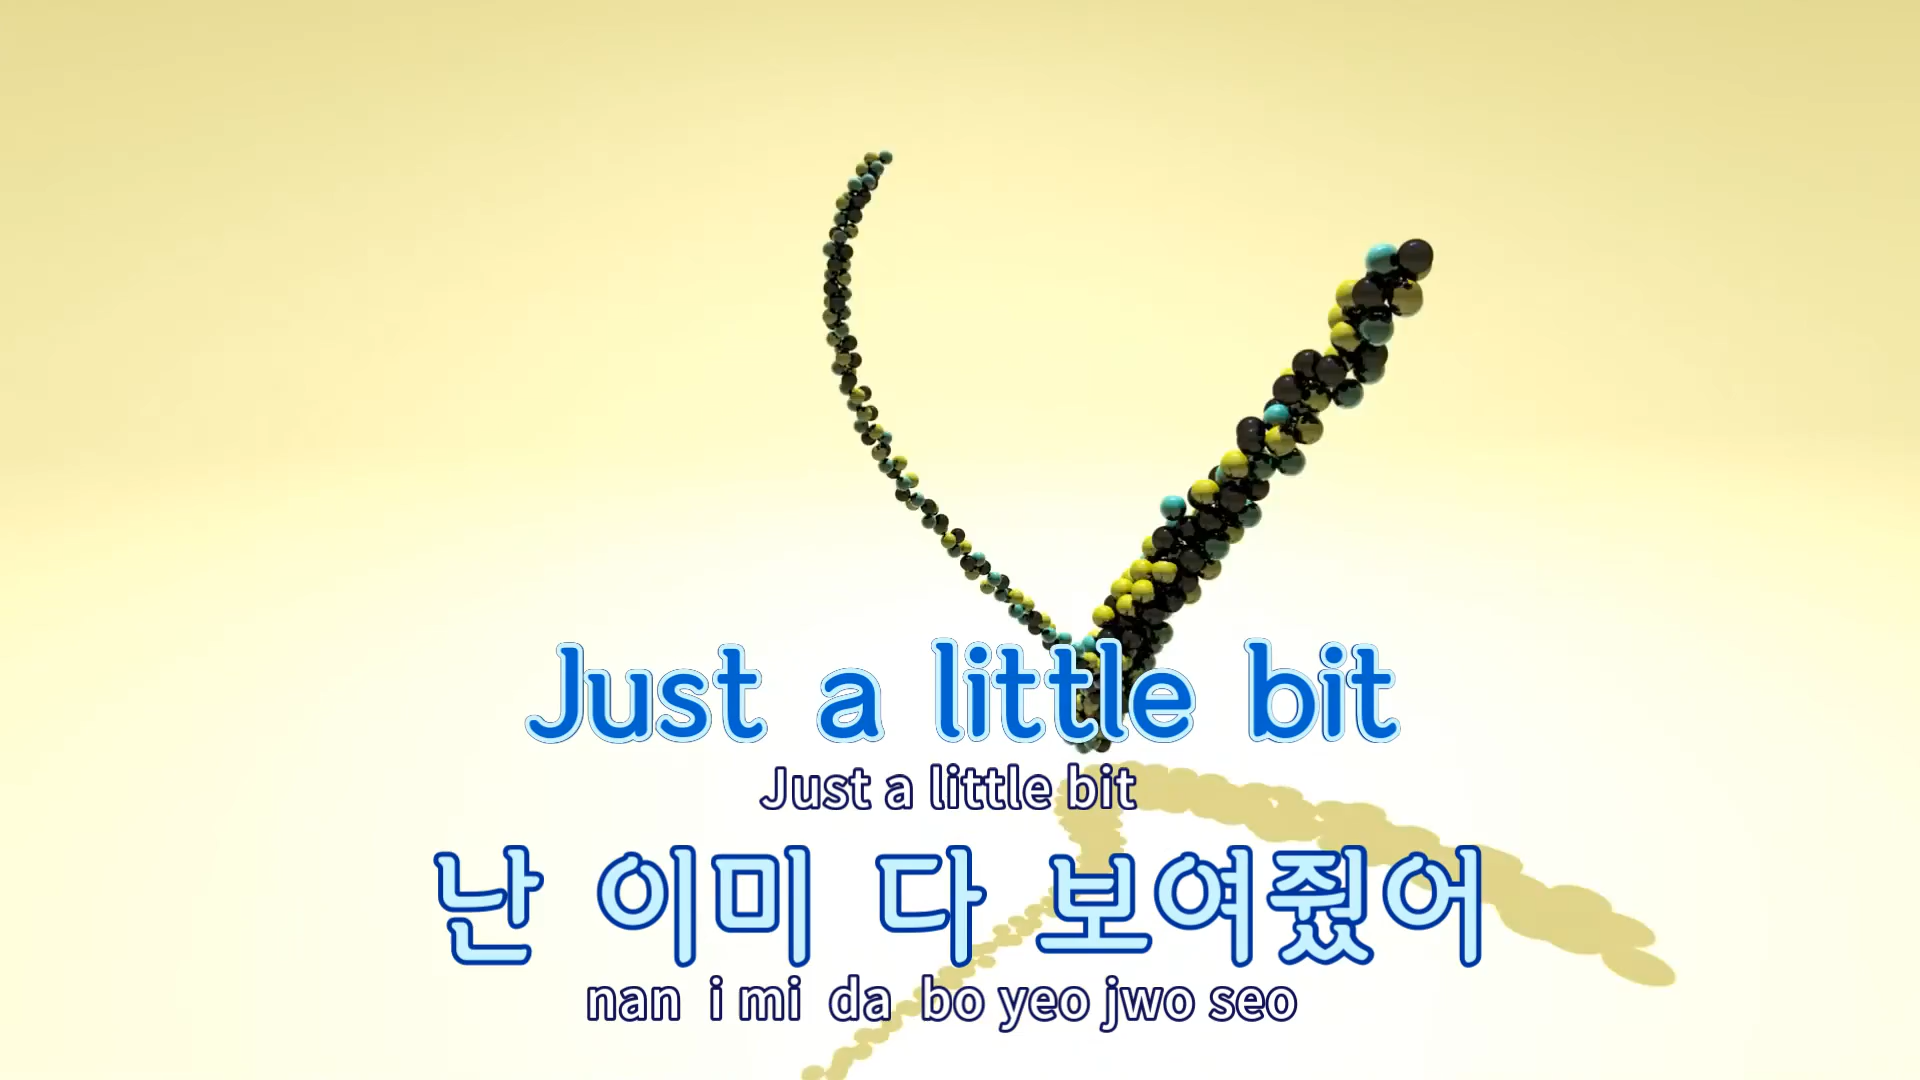 Just a little bit
Just a little bit
난 이미 다 보여줬어
nan i mi da bo yeo jwo seo